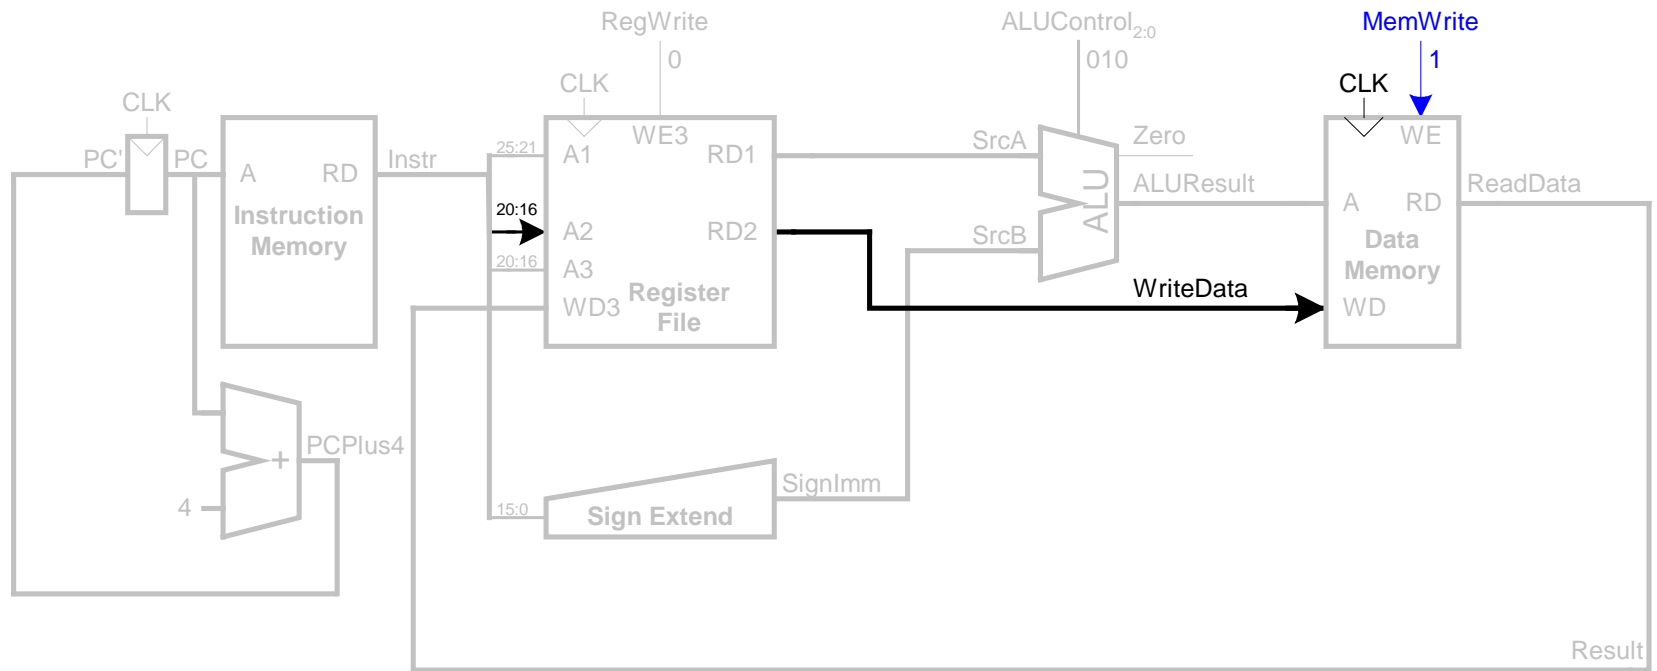 RegWrite
ALUControl2:0
MemWrite
0
010
1
CLK
CLK
CLK
WE3
WE
PC'
PC
A
RD
Instr
Instruction
Memory
25:21
A1
RD1
20:16
A2
RD2
20:16
A3
WD3
Register
File
SrcA
SrcB
ALU
Zero
ALUResult
WriteData
A
RD
Data
Memory
WD
ReadData
+
PCPlus4
4
15:0
Sign Extend
SignImm
Result